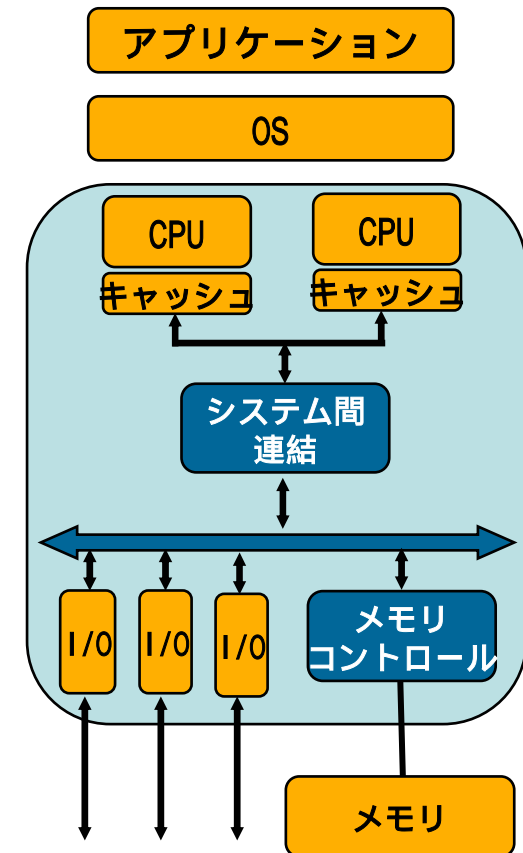 アプリケーション
OS
CPU
CPU
キャッシュ
キャッシュ
システム間
連結
I/O
I/O
I/O
メモリ
コントロール
メモリ